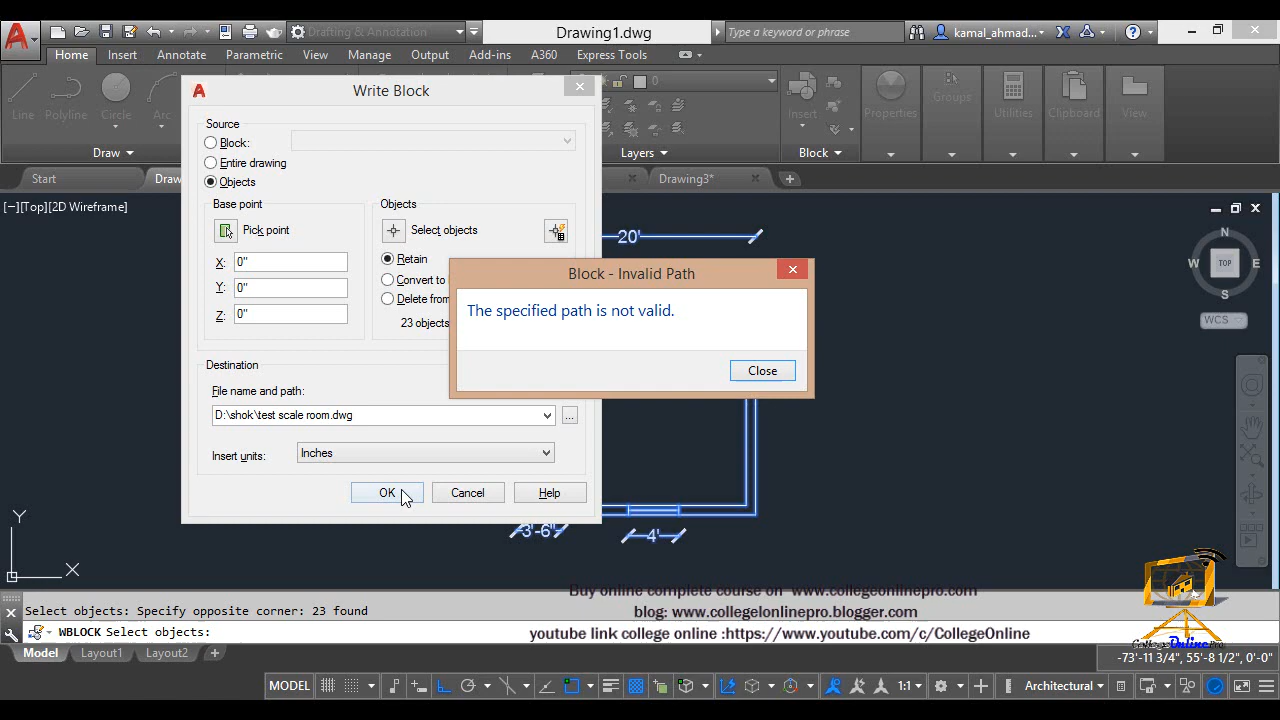 Drafting & Annotation
Drawing1.dwg
Type a keyword or phrase
kamal_ahmad...
Home Insert Annotate Parametric View Manage Output Add-ins A360 Express Tools
Line Polyline Circle Arc
Draw
0
Layers
Insert
Block
Properties
Groups
Utilities
Clipboard
View
Start
Drawing3*
[−][Top][2D Wireframe]
Write Block
Source
Block:
Entire drawing
Objects
Base point
Pick point
X: 0"
Y: 0"
Z: 0"
Objects
Select objects
Retain
Convert to
Delete from
23 objects
Destination
File name and path:
D:\shok\test scale room.dwg
...
Insert units: Inches
OK Cancel Help
Block - Invalid Path
The specified path is not valid.
Close
20'
3'-6"
4'
N
W TOP E
S
WCS
Y
X
Buy online complete course on www.collegeonlinepro.com
blog: www.collegelonlinepro.blogger.com
youtube link college online :https://www.youtube.com/c/CollegeOnline
College Online Pro
Select objects: Specify opposite corner: 23 found
WBLOCK Select objects:
Model Layout1 Layout2 +
-73'-11 3/4", 55'-8 1/2", 0'-0"
MODEL
1:1
Architectural